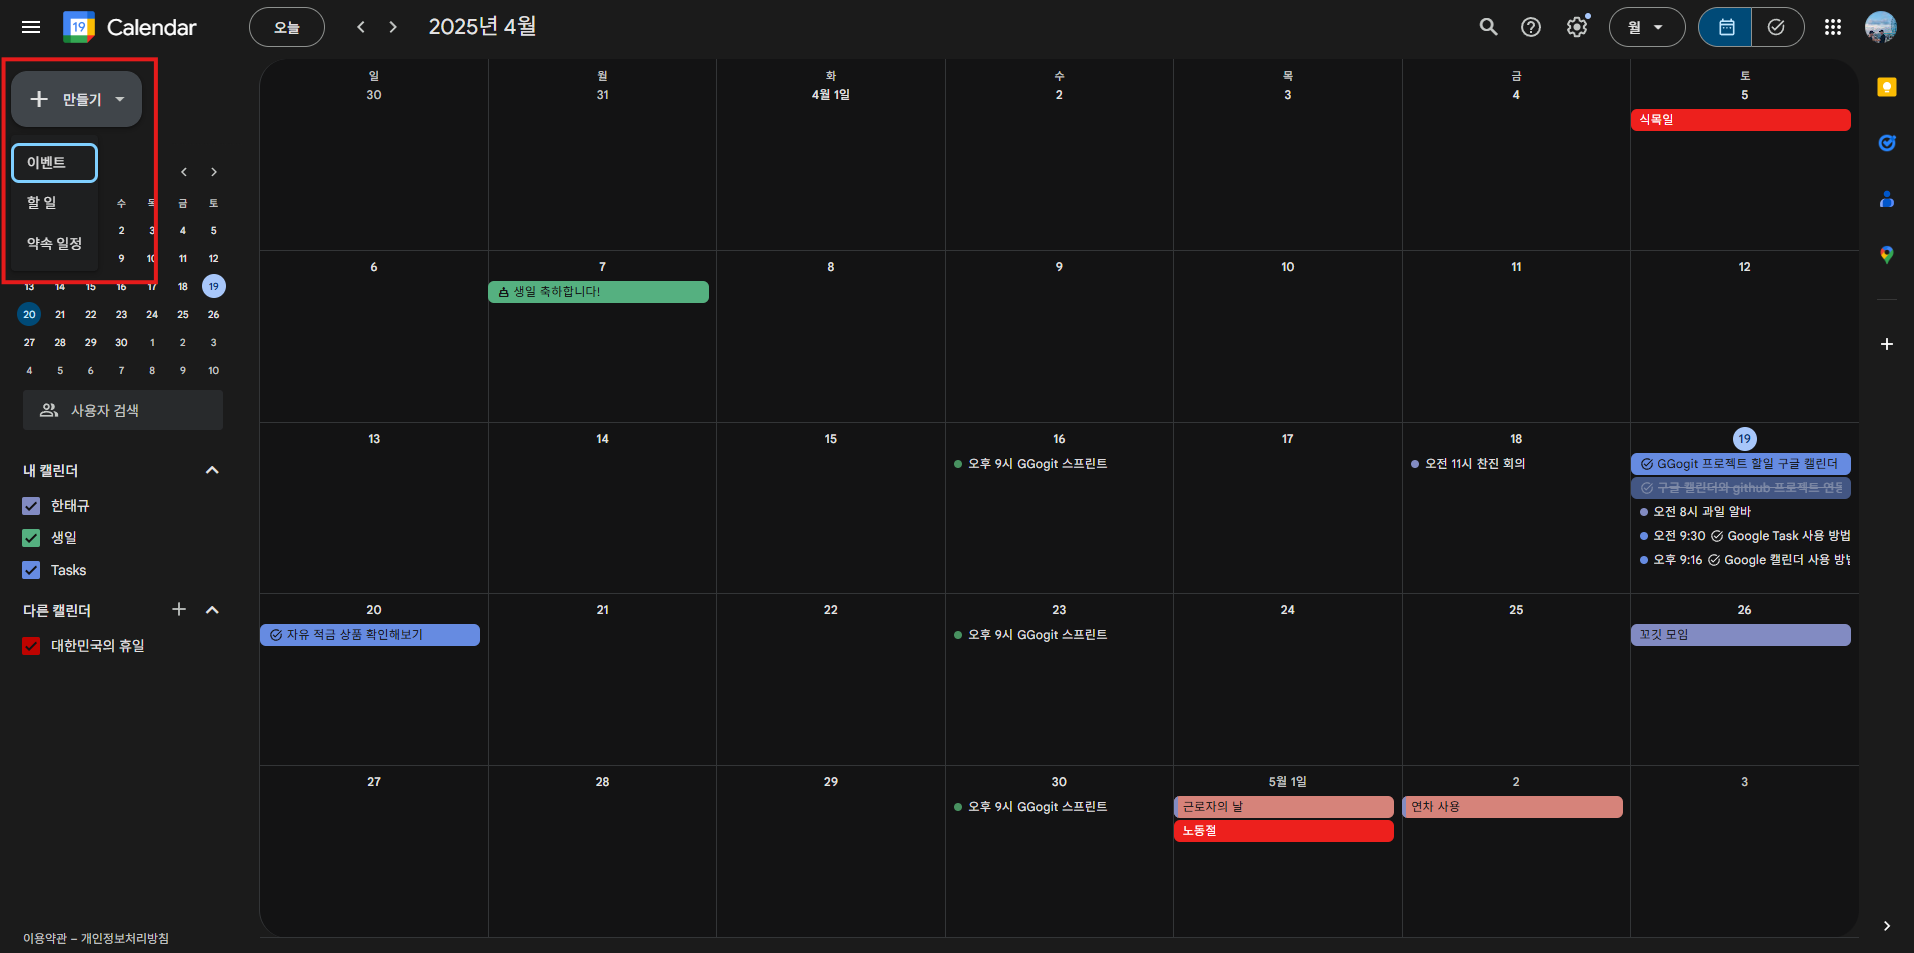 19 Calendar
오늘
2025년 4월
월
만들기
이벤트
할 일
약속 일정
수 목 금 토
2 3 4 5
9 10 11 12
13 14 15 16 17 18 19
20 21 22 23 24 25 26
27 28 29 30 1 2 3
4 5 6 7 8 9 10
사용자 검색
내 캘린더
한태규
생일
Tasks
다른 캘린더
대한민국의 휴일
이용약관 – 개인정보처리방침
일 월 화 수 목 금 토
30 31 4월 1일 2 3 4 5
식목일
6 7 8 9 10 11 12
생일 축하합니다!
13 14 15 16 17 18 19
오후 9시 GGogit 스프린트
오전 11시 찬진 회의
GGogit 프로젝트 할일 구글 캘린더
구글 캘린더와 github 프로젝트 연동
오전 8시 과일 알바
오전 9:30 Google Task 사용 방법
오후 9:16 Google 캘린더 사용 방법
20 21 22 23 24 25 26
자유 적금 상품 확인해보기
오후 9시 GGogit 스프린트
꼬깃 모임
27 28 29 30 5월 1일 2 3
오후 9시 GGogit 스프린트
근로자의 날
연차 사용
노동절